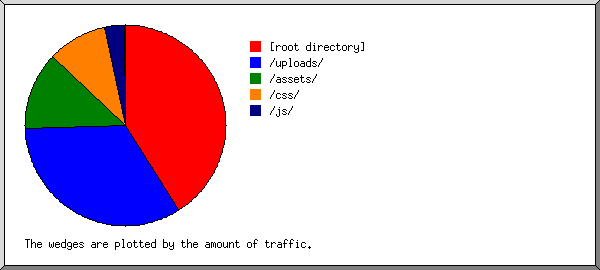 [root directory]
/uploads/
/assets/
/css/
/js/
The wedges are plotted by the amount of traffic.